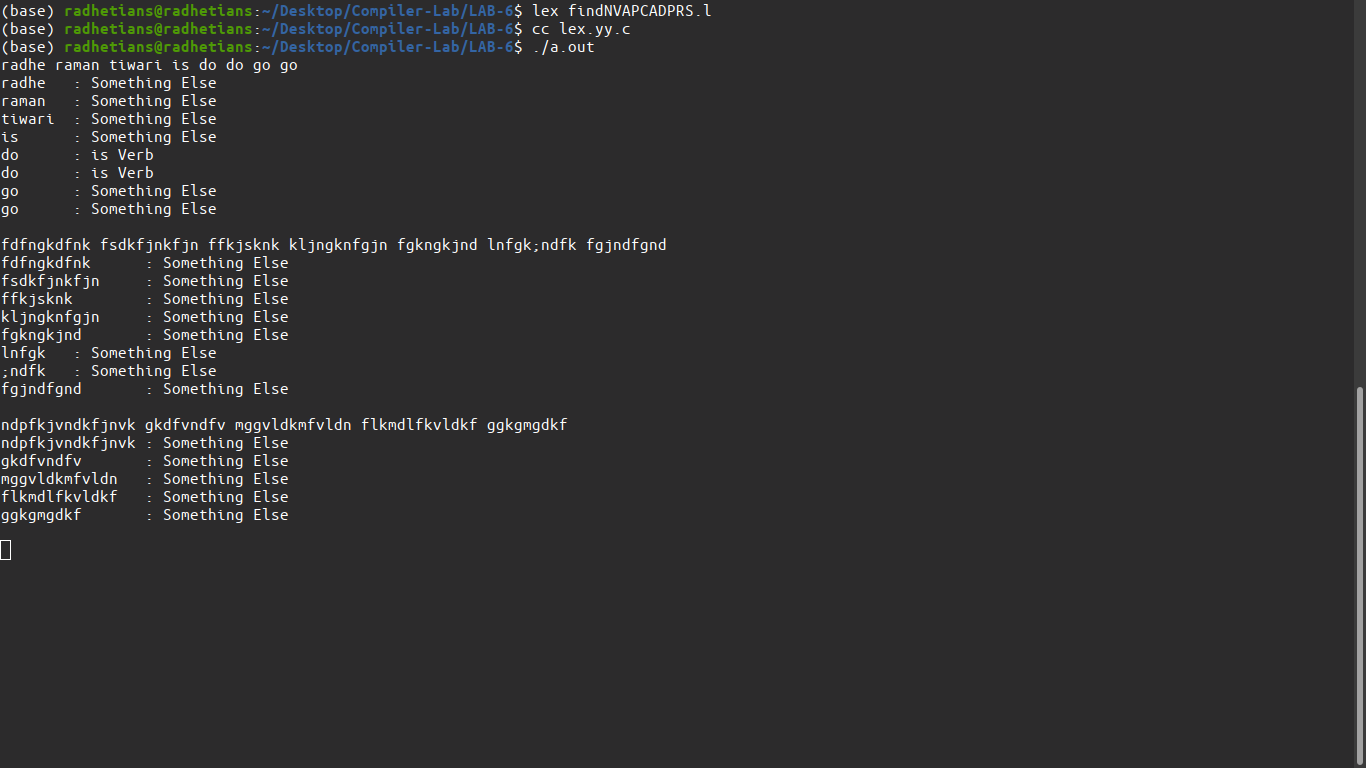 (base) radhetians@radhetians:~/Desktop/Compiler-Lab/LAB-6$ lex findNVAPCADPRS.l
(base) radhetians@radhetians:~/Desktop/Compiler-Lab/LAB-6$ cc lex.yy.c
(base) radhetians@radhetians:~/Desktop/Compiler-Lab/LAB-6$ ./a.out
radhe raman tiwari is do do go go
radhe   : Something Else
raman   : Something Else
tiwari  : Something Else
is      : Something Else
do      : is Verb
do      : is Verb
go      : Something Else
go      : Something Else
fdfngkdfnk fsdkfjnkfjn ffkjsknk kljngknfgjn fgkngkjnd lnfgk;ndfk fgjndfgnd
fdfngkdfnk      : Something Else
fsdkfjnkfjn     : Something Else
ffkjsknk        : Something Else
kljngknfgjn     : Something Else
fgkngkjnd       : Something Else
lnfgk   : Something Else
;ndfk   : Something Else
fgjndfgnd       : Something Else
ndpfkjvndkfjnvk gkdfvndfv mggvldkmfvldn flkmdlfkvldkf ggkgmgdkf
ndpfkjvndkfjnvk : Something Else
gkdfvndfv       : Something Else
mggvldkmfvldn   : Something Else
flkmdlfkvldkf   : Something Else
ggkgmgdkf       : Something Else